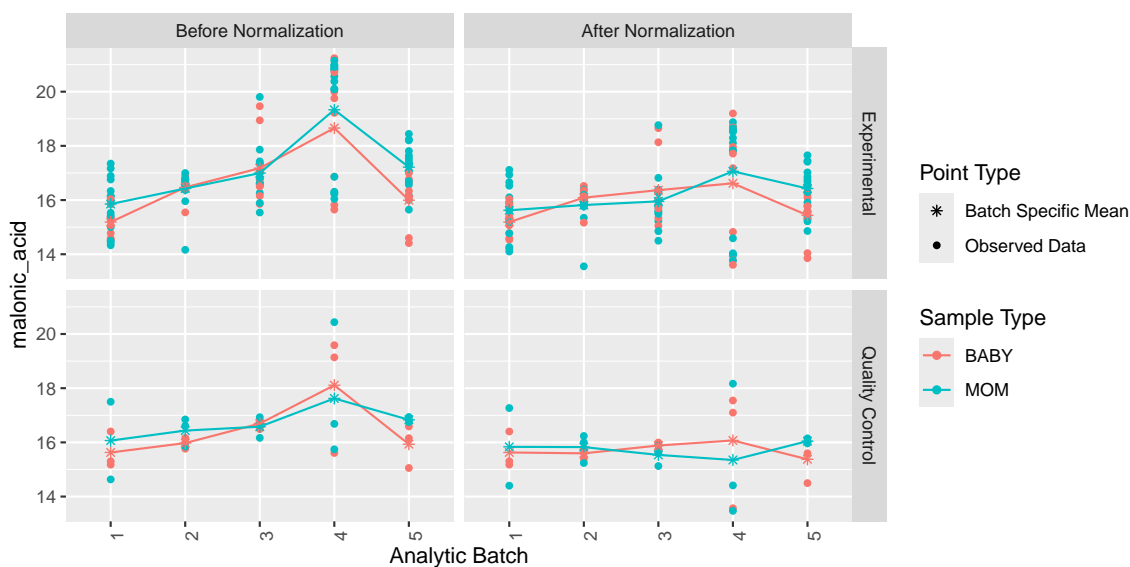 Before Normalization
After Normalization
20
18
16
14
Experimental
20
18
16
14
Quality Control
malonic_acid
1
2
3
4
5
1
2
3
4
5
Analytic Batch
Point Type
Batch Specific Mean
Observed Data
Sample Type
BABY
MOM